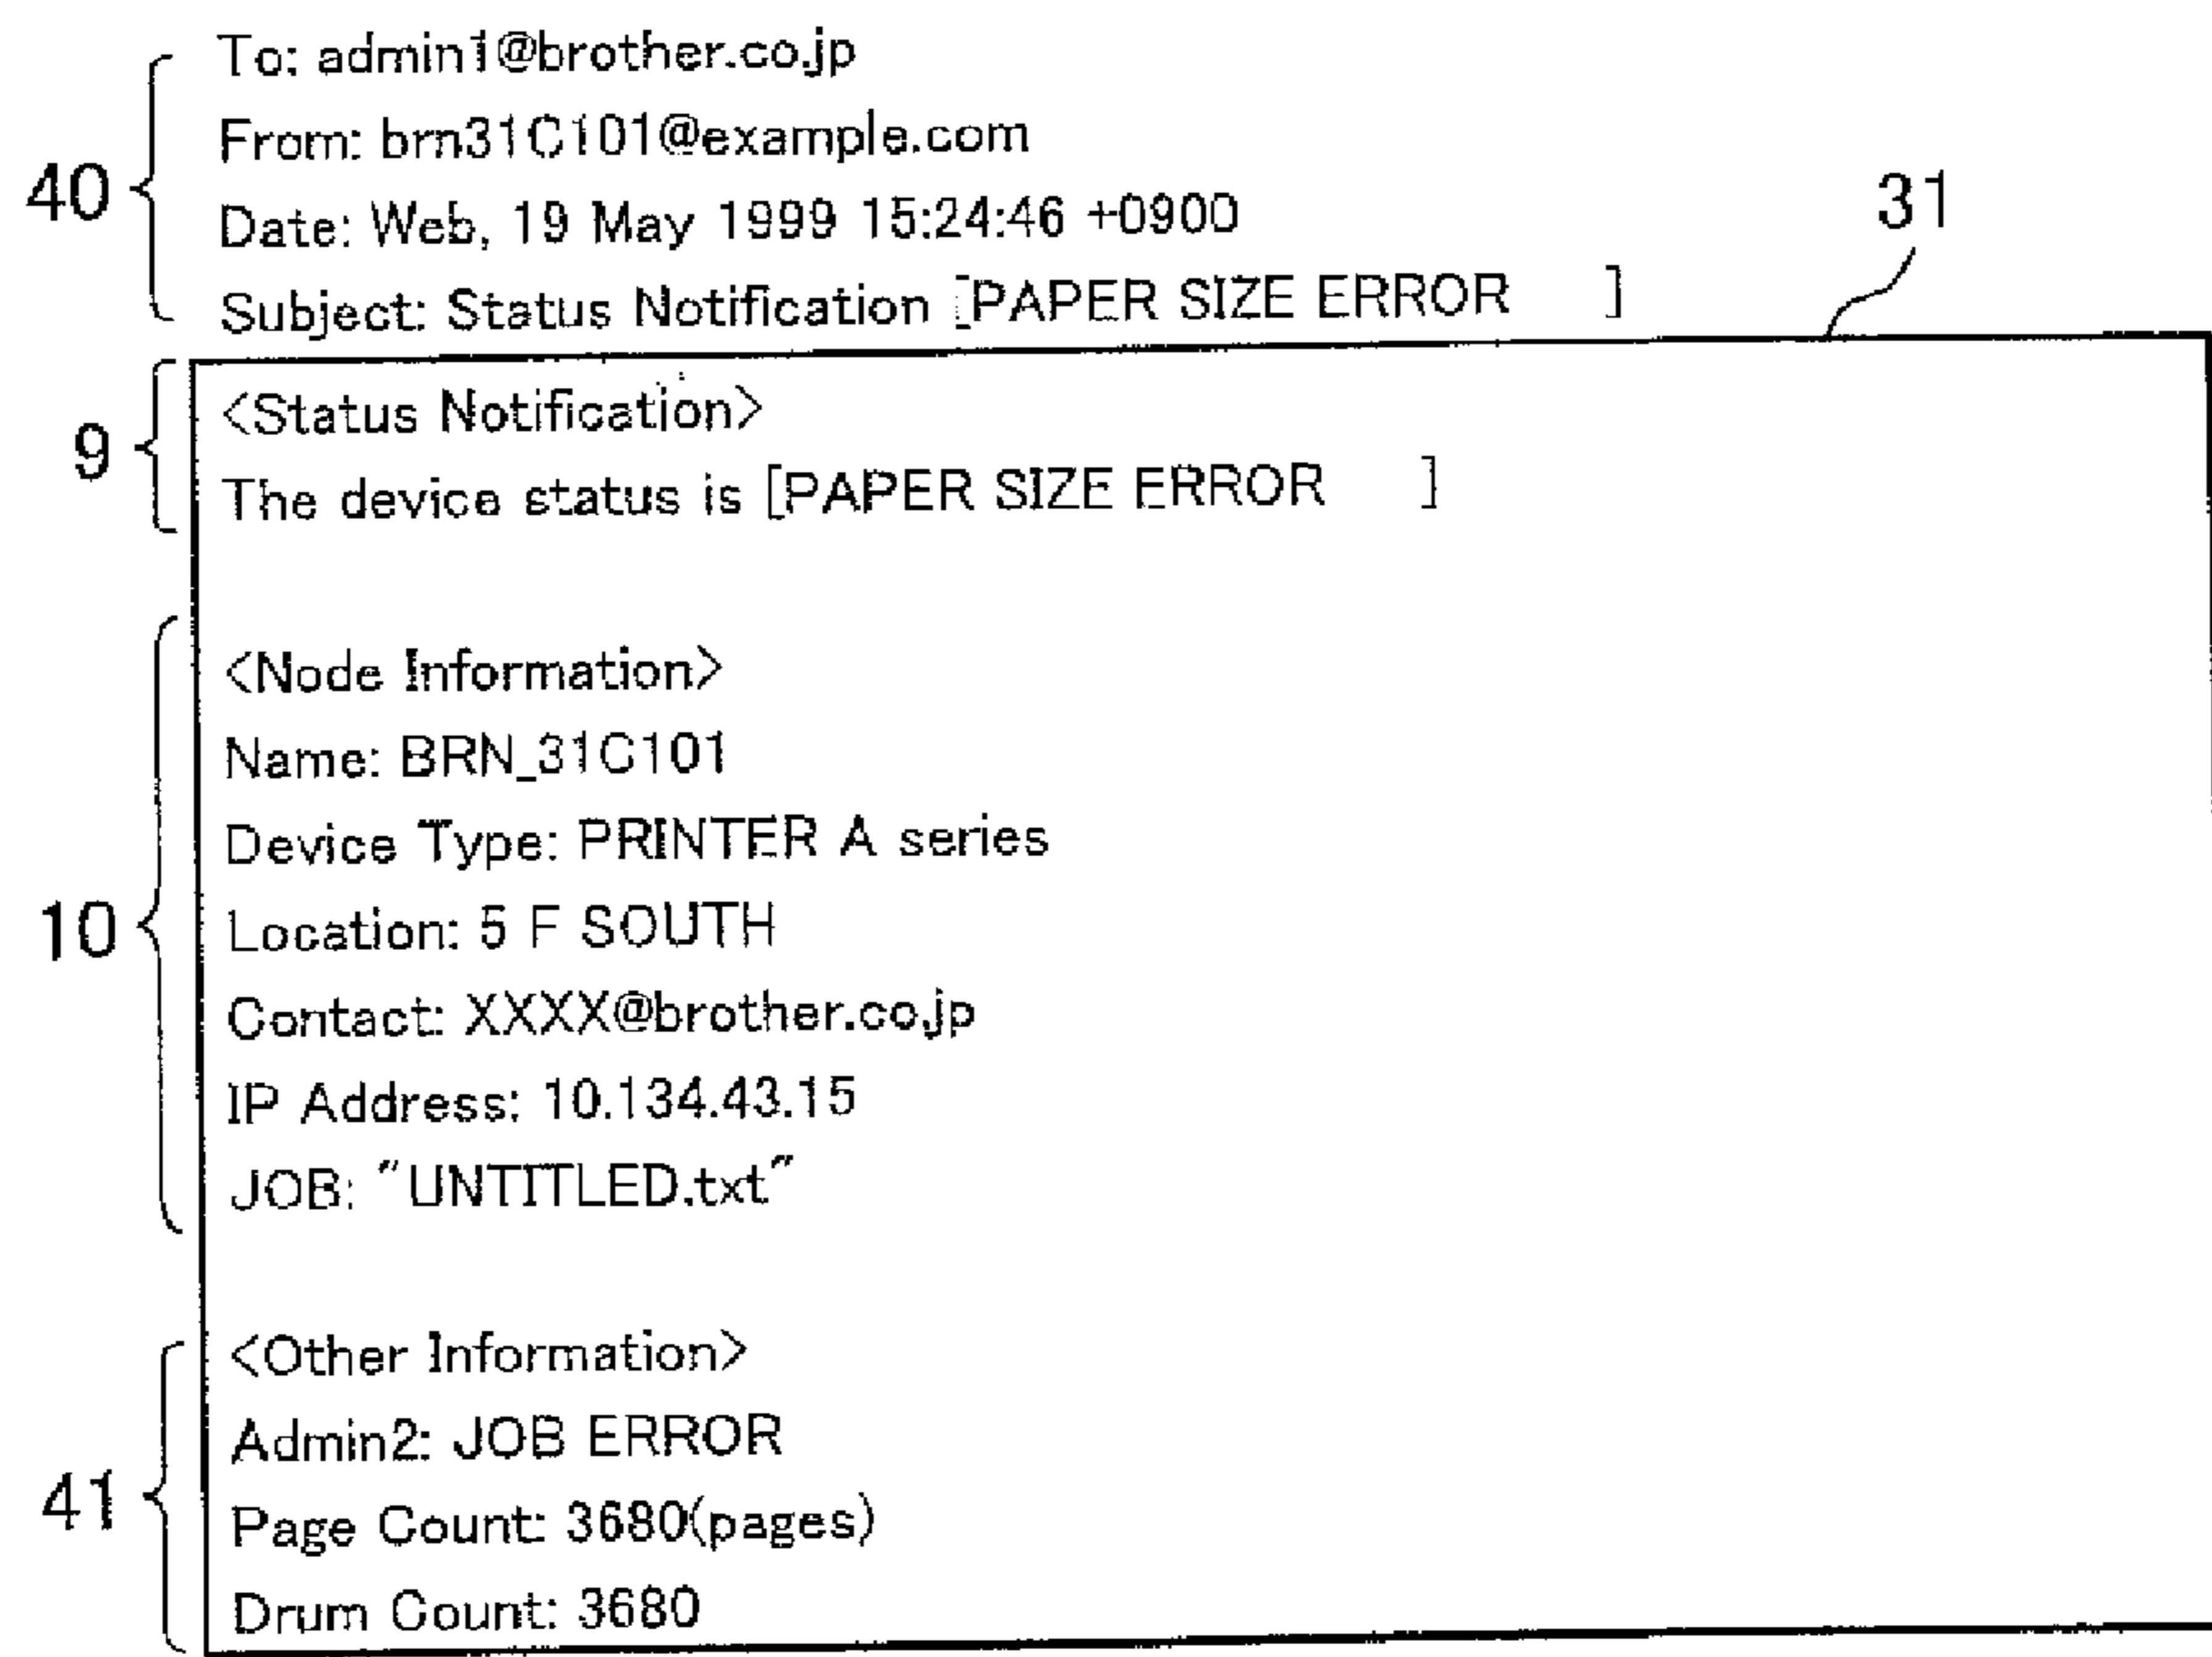 To: admin1@brother.co.jp
From: brn31C101@example.com
40
Date: Web, 19 May 1999 15:24:46 +0900
31
Subject: Status Notification [PAPER SIZE ERROR ]
<Status Notification>
9
The device status is [PAPER SIZE ERROR ]
<Node Information>
Name: BRN_31C101
Device Type: PRINTER A series
10
Location: 5 F SOUTH
Contact: XXXX@brother.co.jp
IP Address: 10.134.43.15
JOB: "UNTITLED.txt"
<Other Information>
Admin2: JOB ERROR
41
Page Count: 3680(pages)
Drum Count: 3680